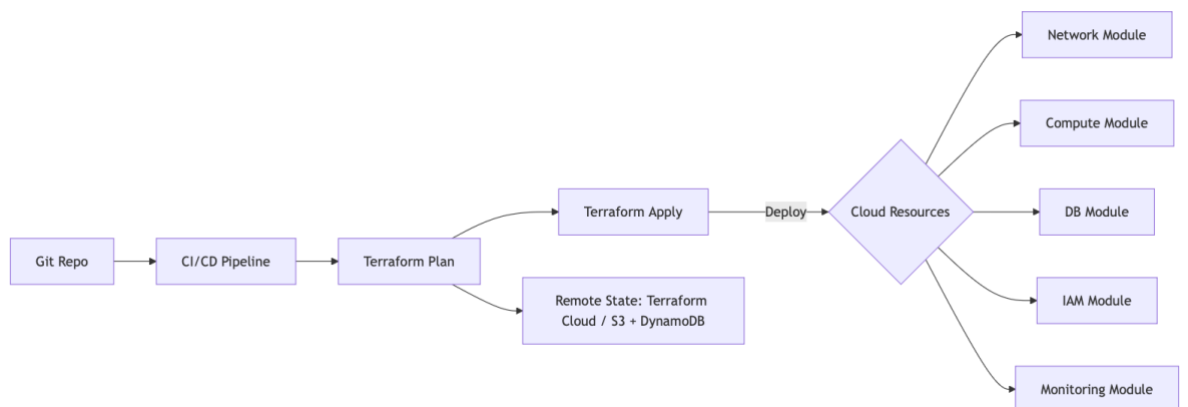 Git Repo
CI/CD Pipeline
Terraform Plan
Terraform Apply
Remote State: Terraform
Cloud / S3 + DynamoDB
Deploy
Cloud Resources
Network Module
Compute Module
DB Module
IAM Module
Monitoring Module